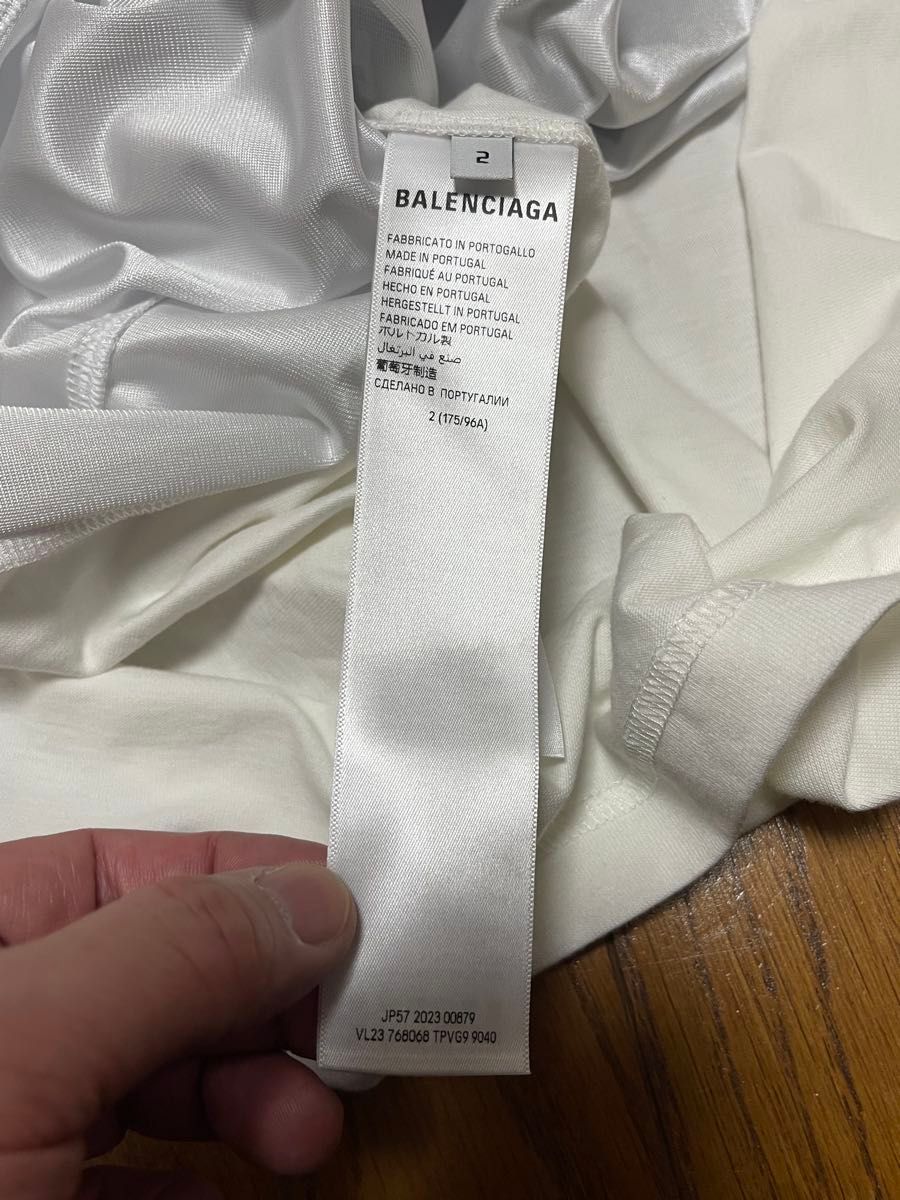 2
BALENCIAGA
FABBRICATO IN PORTOGALLO
MADE IN PORTUGAL
FABRIQUÉ AU PORTUGAL
HECHO EN PORTUGAL
HERGESTELLT IN PORTUGAL
FABRICADO EM PORTUGAL
ポルトガル製
صنع في البرتغال
葡萄牙制造
СДЕЛАНО В ПОРТУГАЛИИ
2 (175/96A)
JP57 2023 00879
VL23 768068 TPVG9 9040